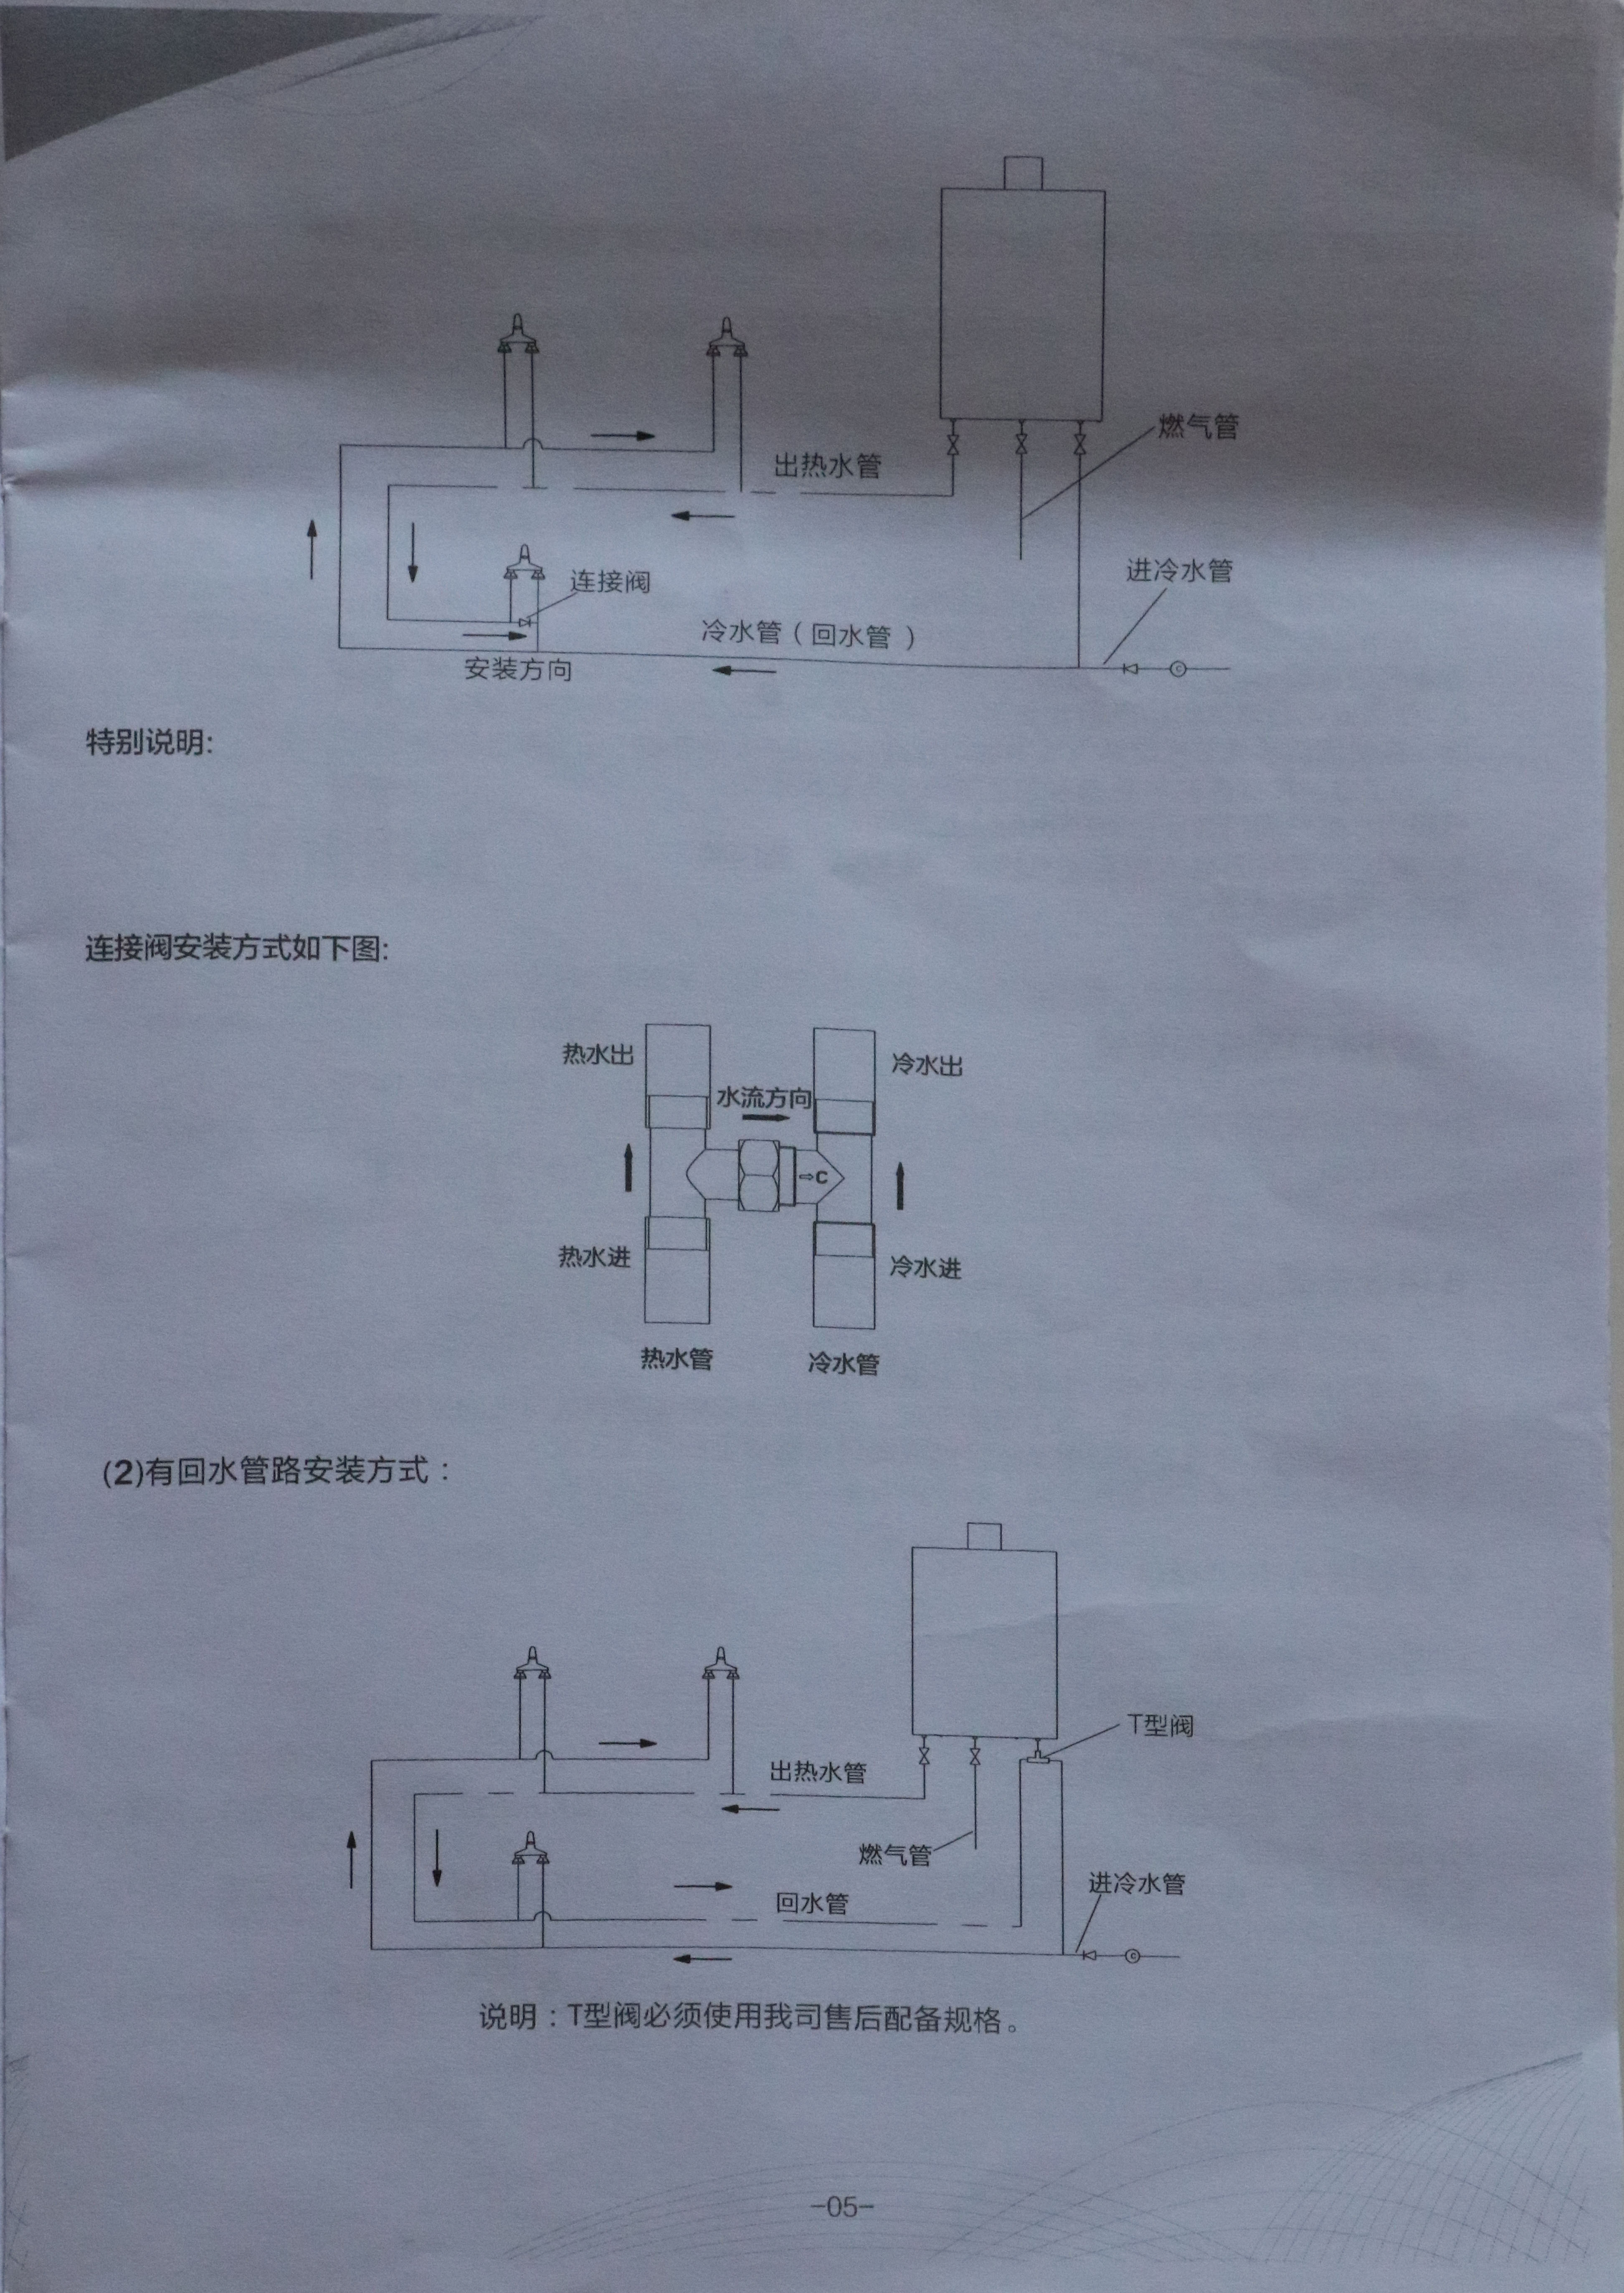 燃气管
出热水管
进冷水管
连接阀
冷水管（回水管）
安装方向
C
特别说明:
连接阀安装方式如下图:
热水出
冷水出
水流方向
⇨C
热水进
冷水进
热水管
冷水管
(2)有回水管路安装方式：
T型阀
出热水管
燃气管
进冷水管
回水管
C
说明：T型阀必须使用我司售后配备规格。
-05-